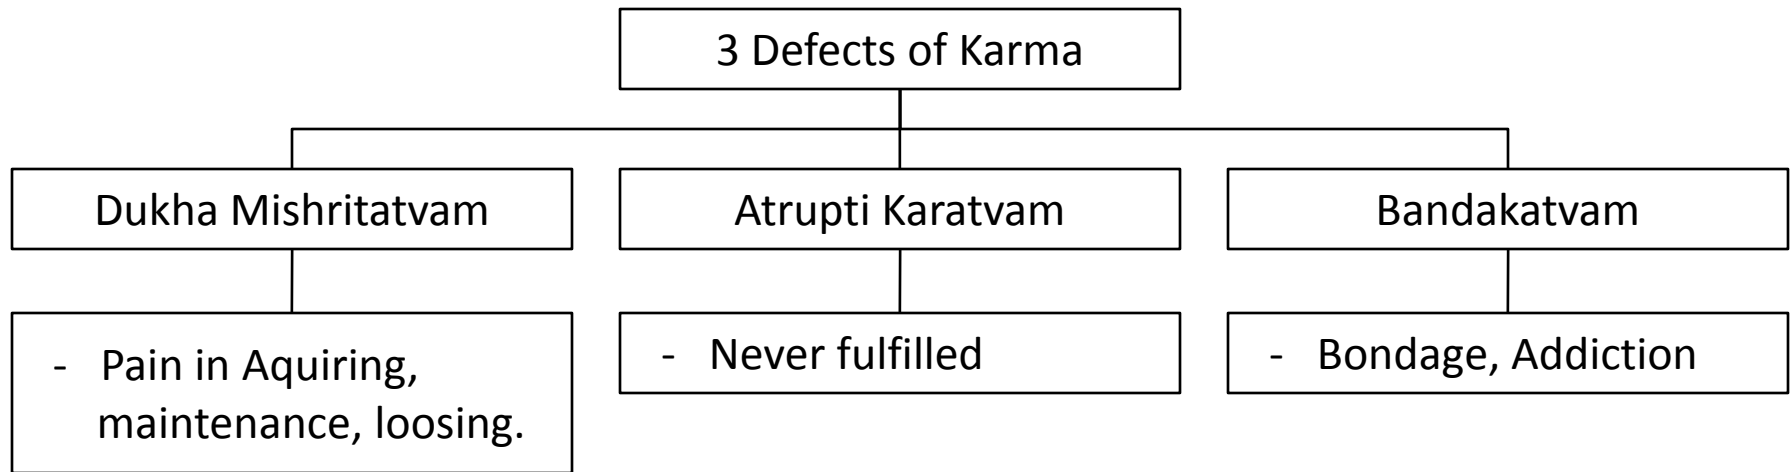 3 Defects of Karma
Dukha Mishritatvam
Atrupti Karatvam
Bandakatvam
- Pain in Aquiring,
maintenance, loosing.
- Never fulfilled
- Bondage, Addiction